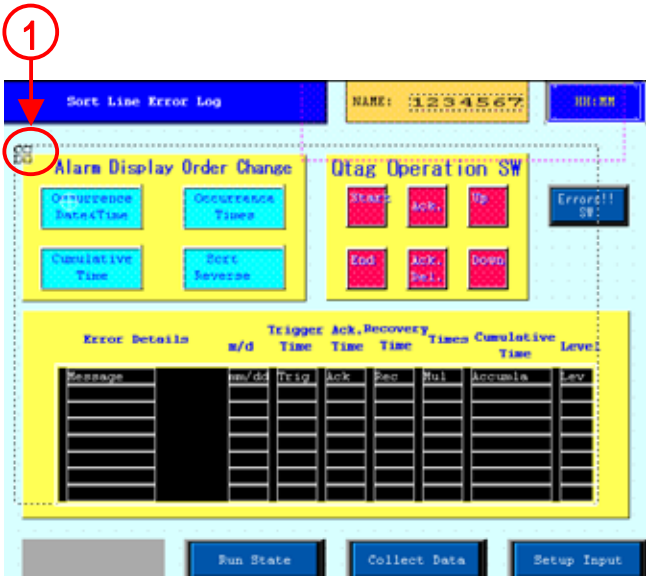 1
Sort Line Error Log
NAME: 1234567
HH:MM
Alarm Display Order Change
Qtag Operation SW
Occurrence
Date&Time
Occurrence
Times
Start
Ack.
Up
Errors!!
SW
Cumulative
Time
Sort
Reverse
End
Ack.
Del.
Down
Error Details
m/d
Trigger
Time
Ack.
Time
Recovery
Time
Times
Cumulative
Time
Level
Message
mm/dd
Trig
Ack
Rec
Mul
Accumla
Lev
Run State
Collect Data
Setup Input